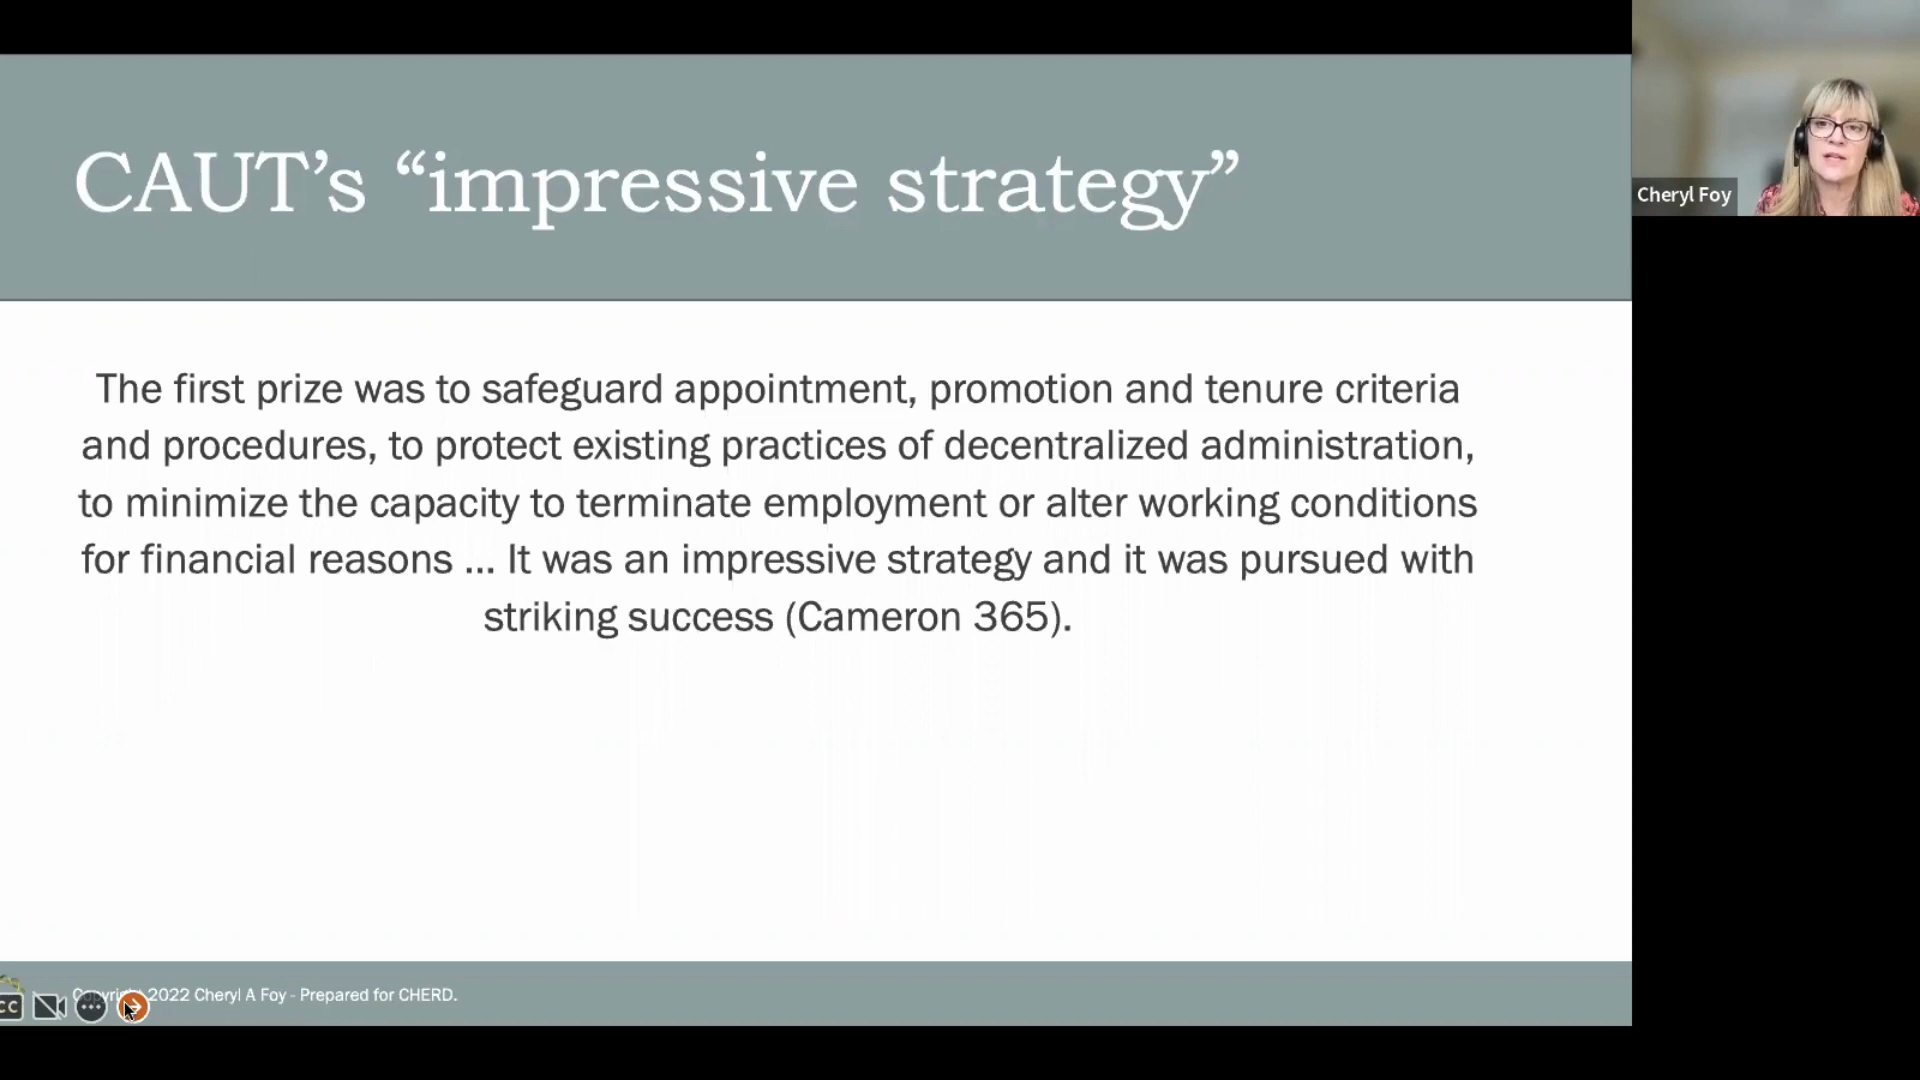 CAUT’s “impressive strategy”
Cheryl Foy
The first prize was to safeguard appointment, promotion and tenure criteria
and procedures, to protect existing practices of decentralized administration,
to minimize the capacity to terminate employment or alter working conditions
for financial reasons ... It was an impressive strategy and it was pursued with
striking success (Cameron 365).
Copyright 2022 Cheryl A Foy - Prepared for CHERD.
CC